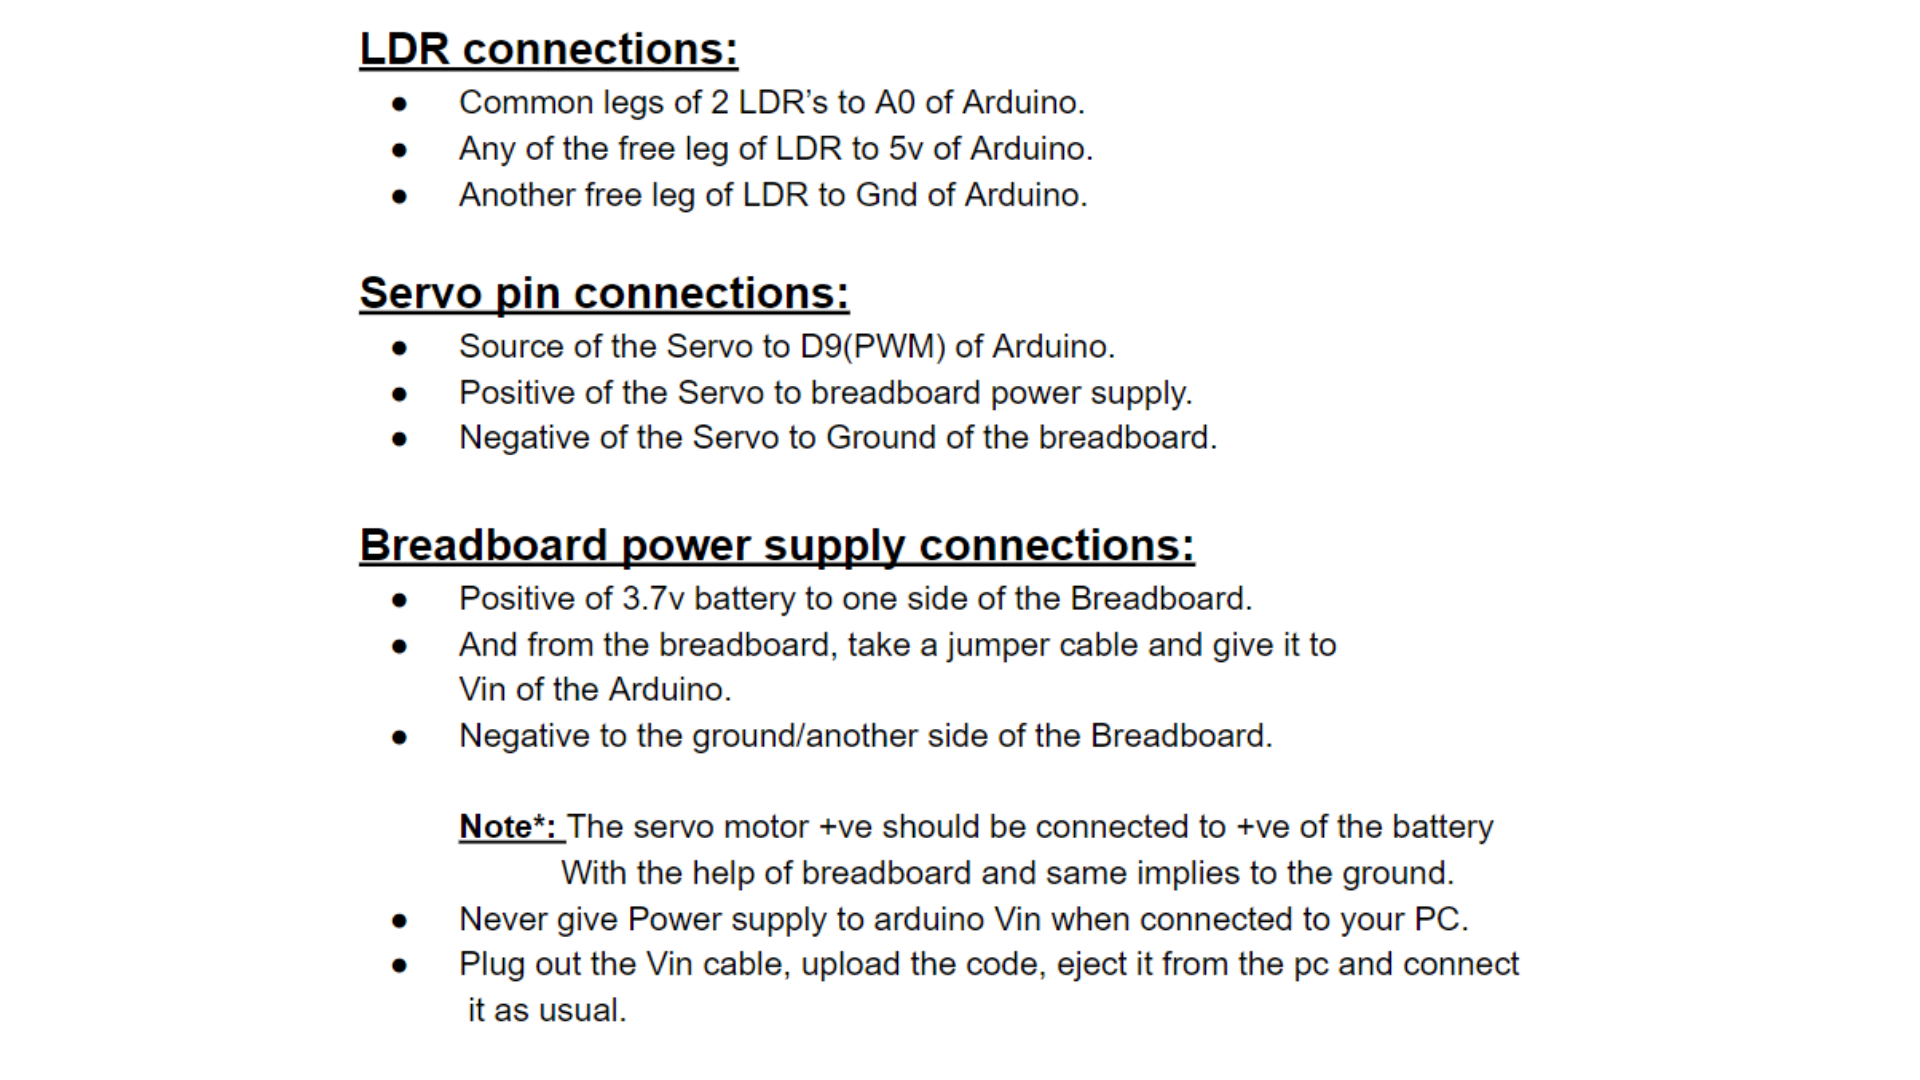 LDR connections:
● Common legs of 2 LDR’s to A0 of Arduino.
● Any of the free leg of LDR to 5v of Arduino.
● Another free leg of LDR to Gnd of Arduino.
Servo pin connections:
● Source of the Servo to D9(PWM) of Arduino.
● Positive of the Servo to breadboard power supply.
● Negative of the Servo to Ground of the breadboard.
Breadboard power supply connections:
● Positive of 3.7v battery to one side of the Breadboard.
● And from the breadboard, take a jumper cable and give it to
Vin of the Arduino.
● Negative to the ground/another side of the Breadboard.
Note*: The servo motor +ve should be connected to +ve of the battery
With the help of breadboard and same implies to the ground.
● Never give Power supply to arduino Vin when connected to your PC.
● Plug out the Vin cable, upload the code, eject it from the pc and connect
it as usual.